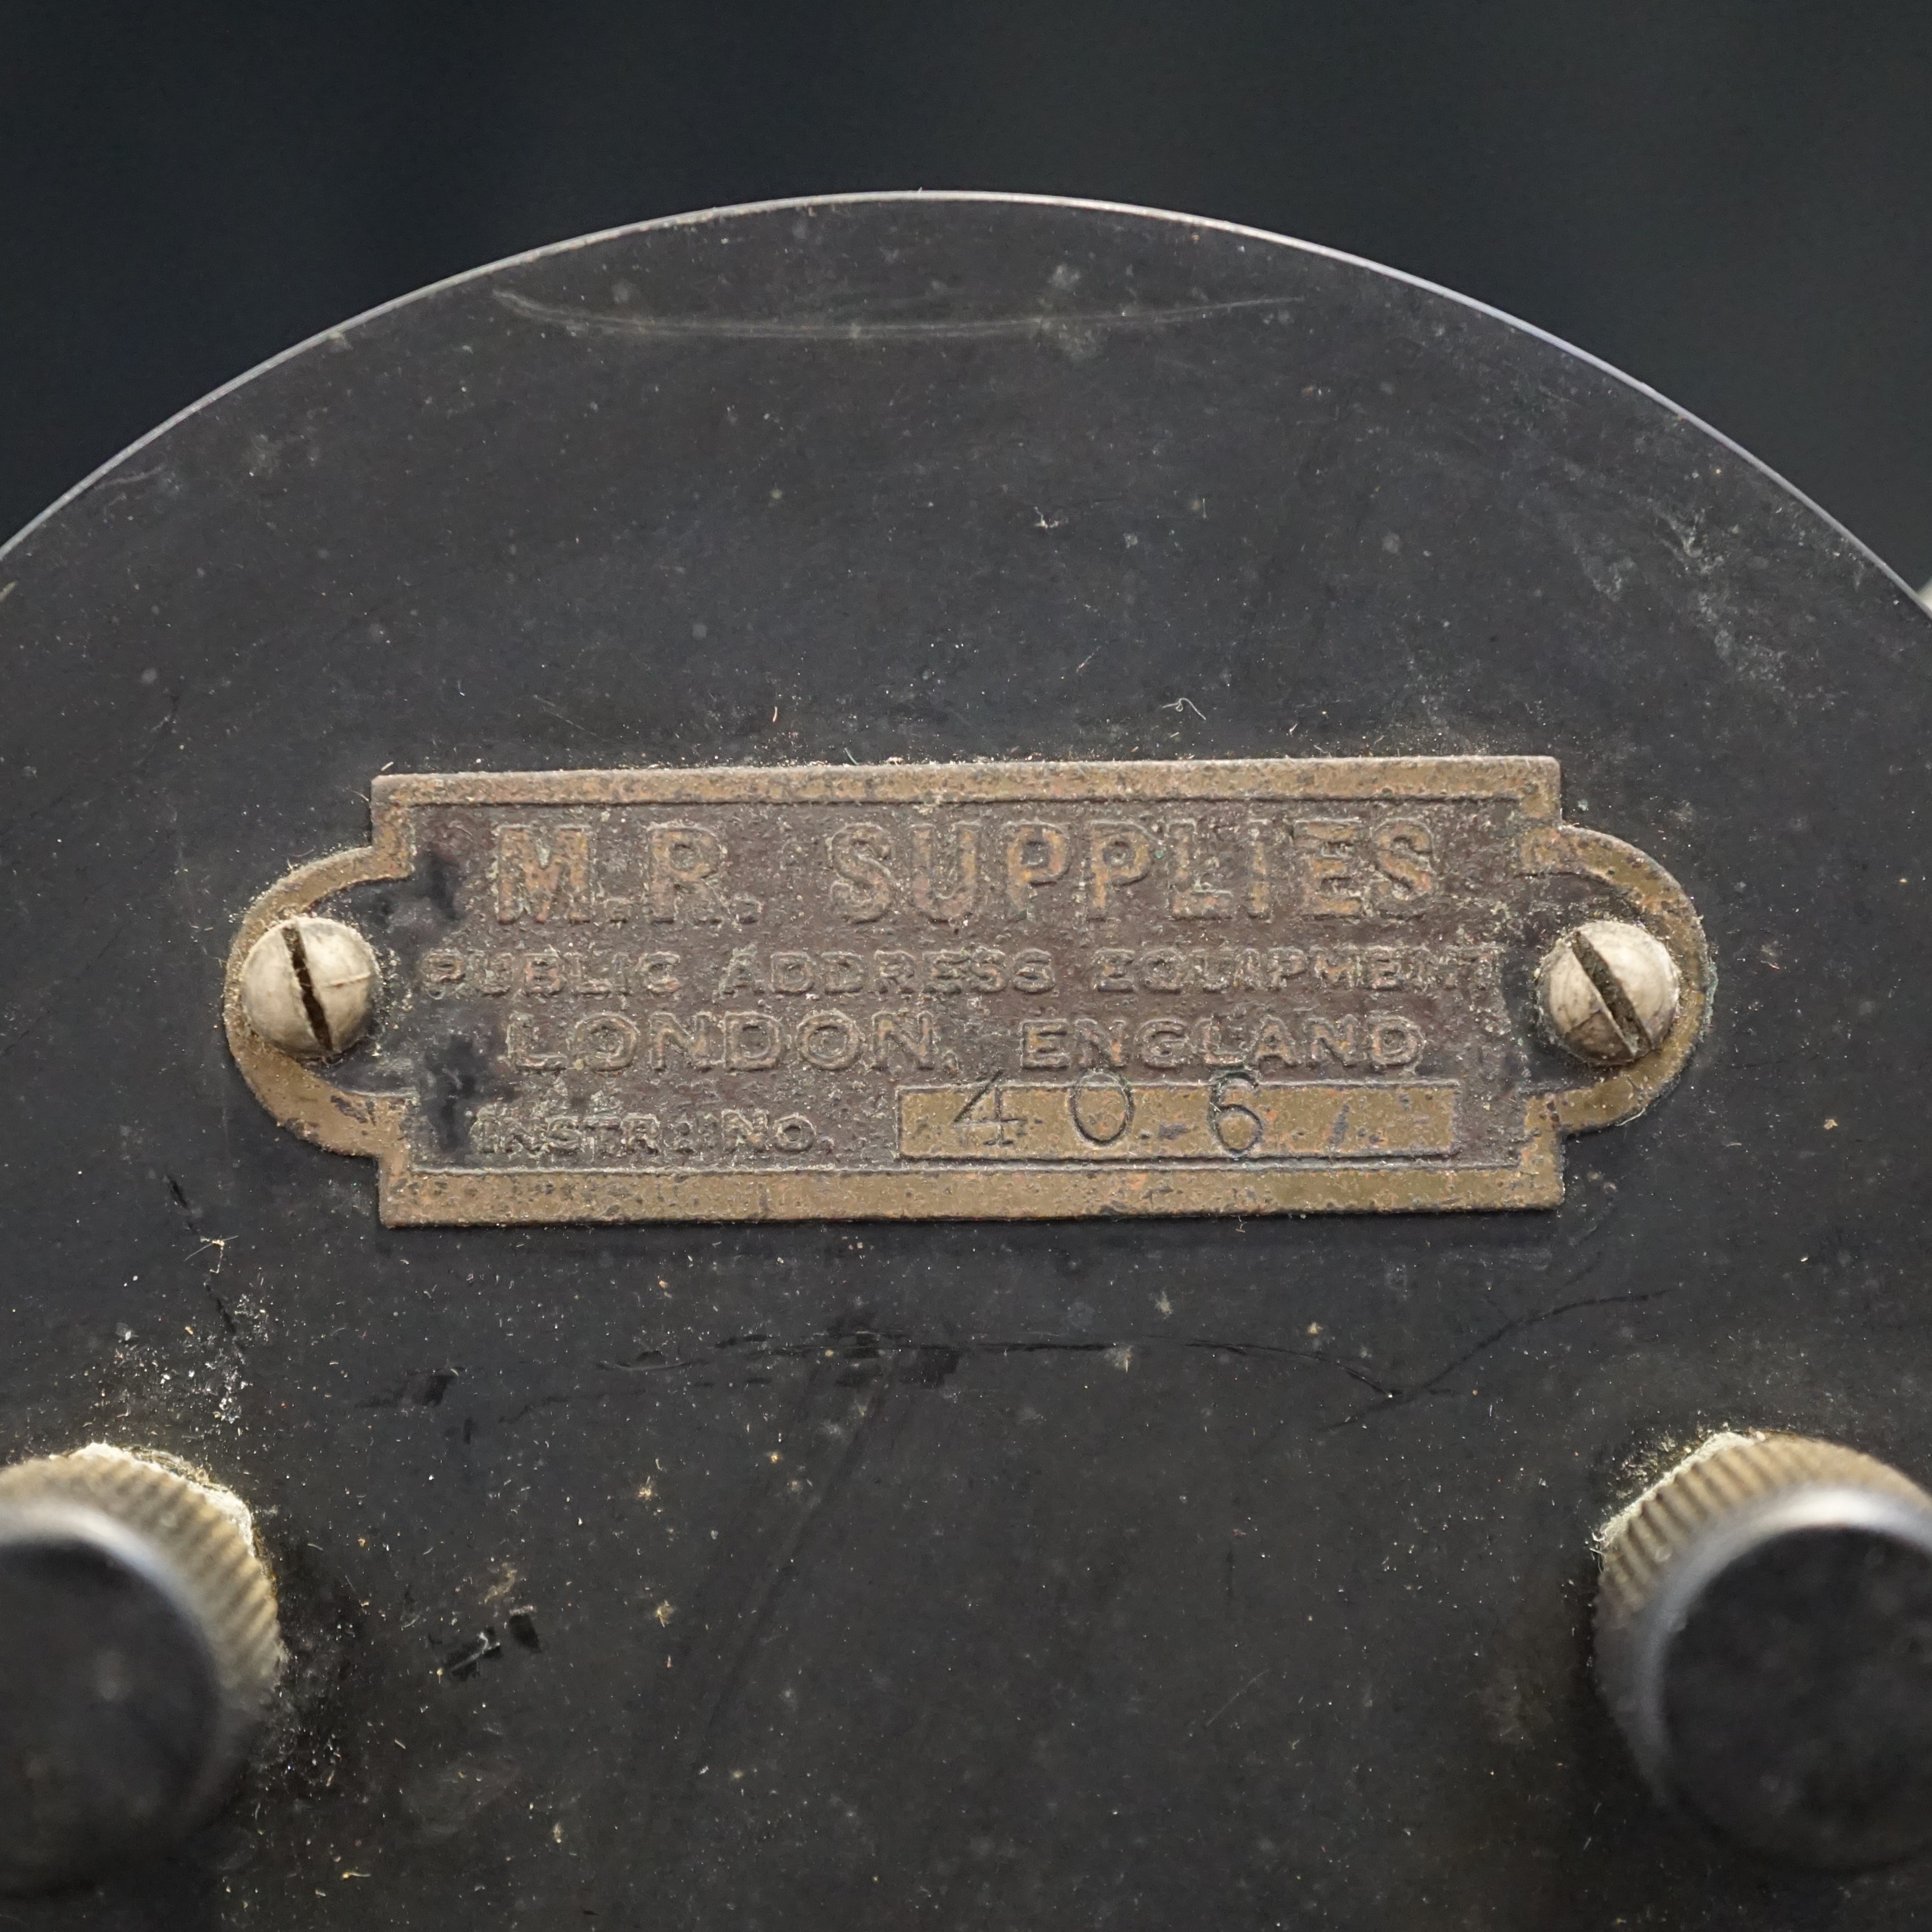 M.R. SUPPLIES
PUBLIC ADDRESS EQUIPMENT
LONDON, ENGLAND
INSTR: No. 406